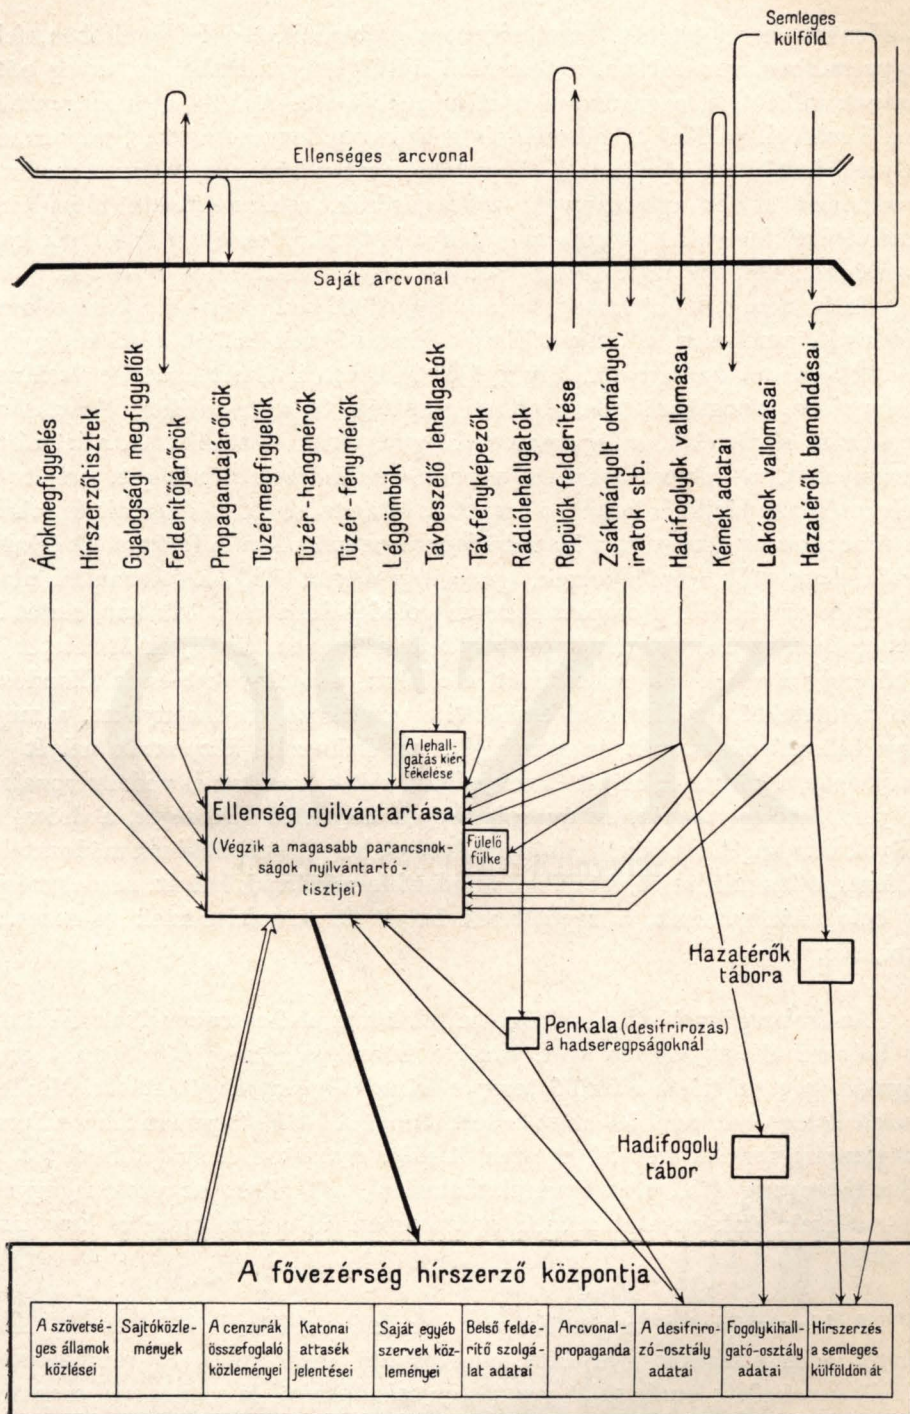 Semleges
külföld
Ellenséges arcvonal
Saját arcvonal
Árokmegfigyelés
Hírszerzőtisztek
Gyalogsági megfigyelők
Felderítőjárőrök
Propagandajárőrök
Tüzérmegfigyelők
Tüzér-hangmérők
Tüzér-fénymérők
Léggömbök
Távbeszélő lehallgatók
Távfényképezők
Rádiólehallgatók
Repülők felderítése
Zsákmányolt okmányok,
iratok stb.
Hadifoglyok vallomásai
Kémek adatai
Lakósok vallomásai
Hazatérők bemondásai
A lehall-
gatás kiér-
tékelése
Ellenség nyilvántartása
(Végzik a magasabb parancsnok-
ságok nyilvántartó-
tisztjei)
Fülelő
fülke
Hazatérők
tábora
Penkala (desifrirozás)
a hadseregpságoknál
Hadifogoly
tábor
A fővezérség hírszerző központja
A szövetsé-
ges államok
közlései
Sajtóközle-
mények
A cenzurák
összefoglaló
közleményei
Katonai
attasék
jelentései
Saját egyéb
szervek köz-
leményei
Belső felde-
rítő szolgá-
lat adatai
Arcvonal-
propaganda
A desifriro-
zó-osztály
adatai
Fogolykihall-
gató-osztály
adatai
Hírszerzés
a semleges
külföldön át
OSZK